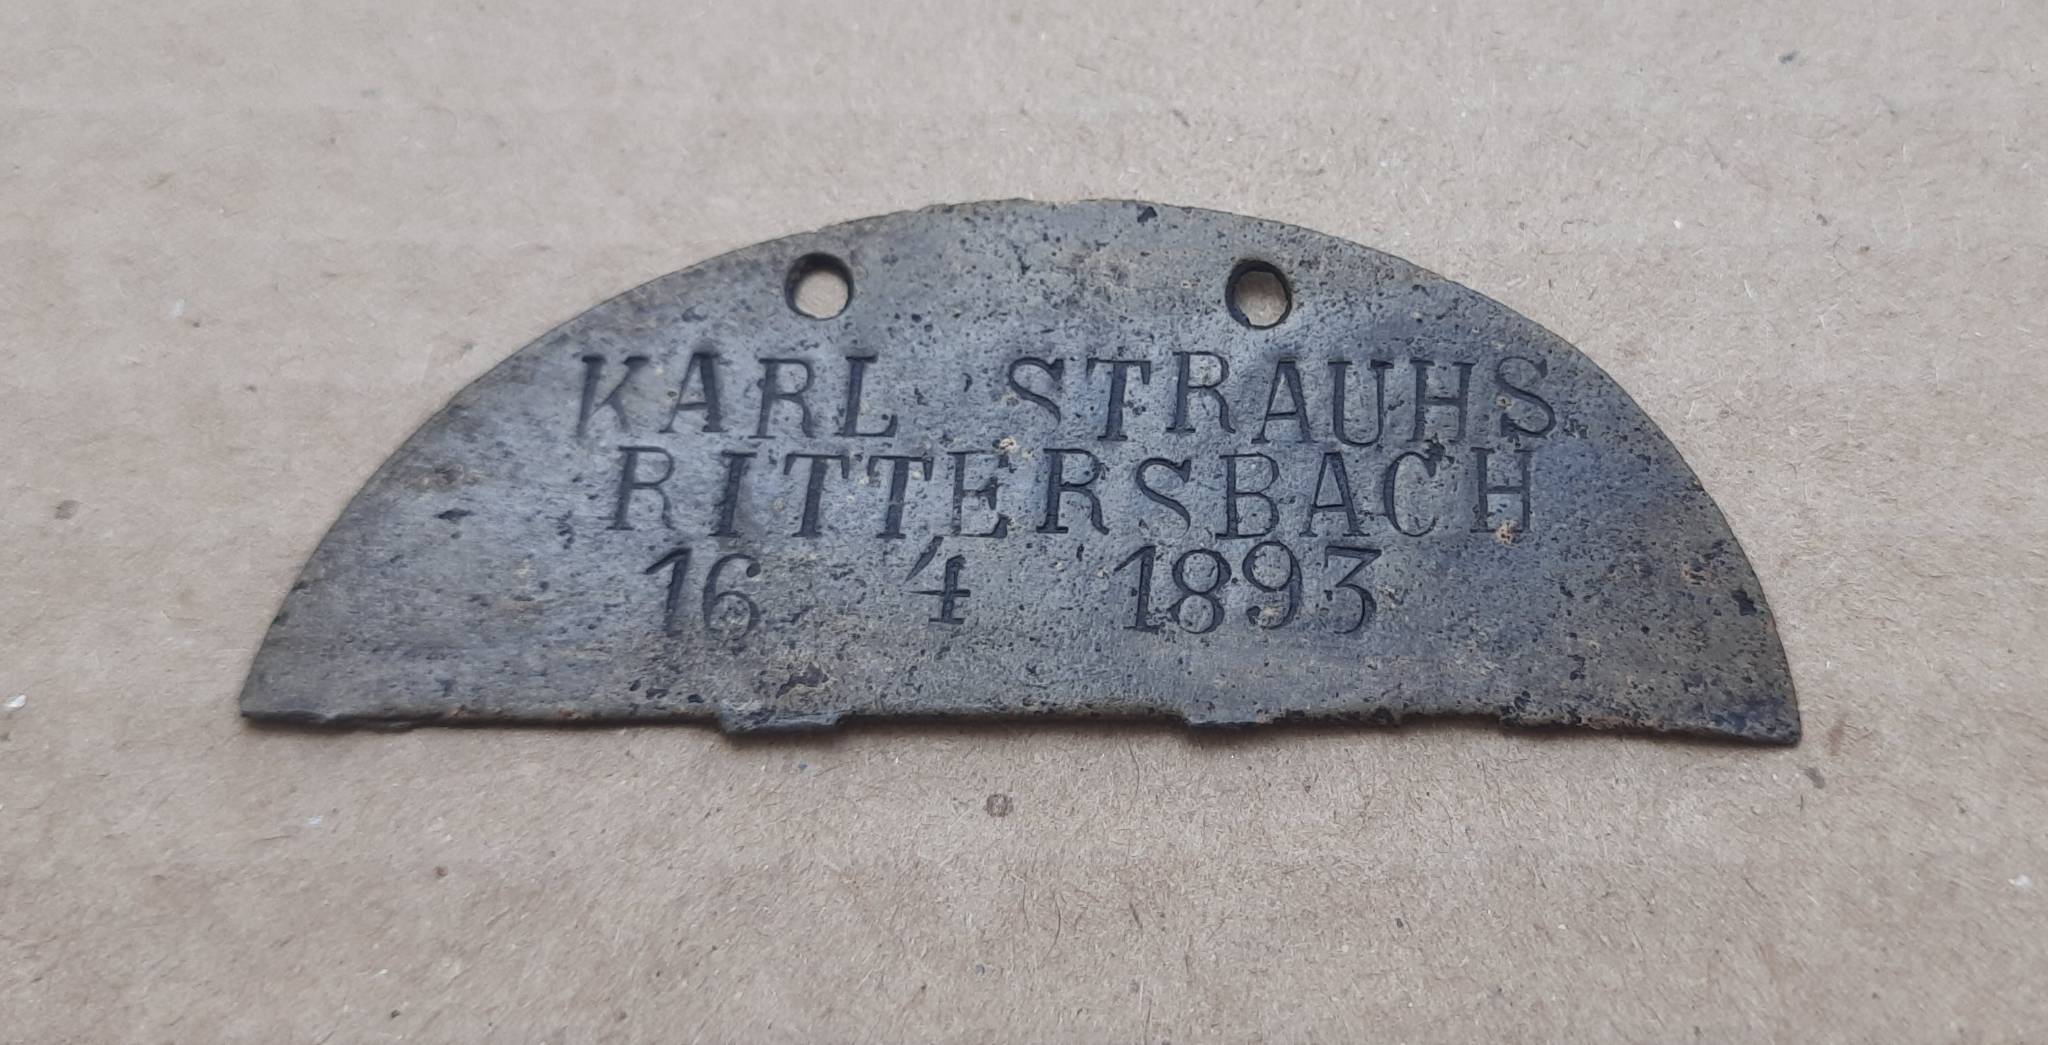 KARL STRAUHS
RITTERSBACH
16 4 1893